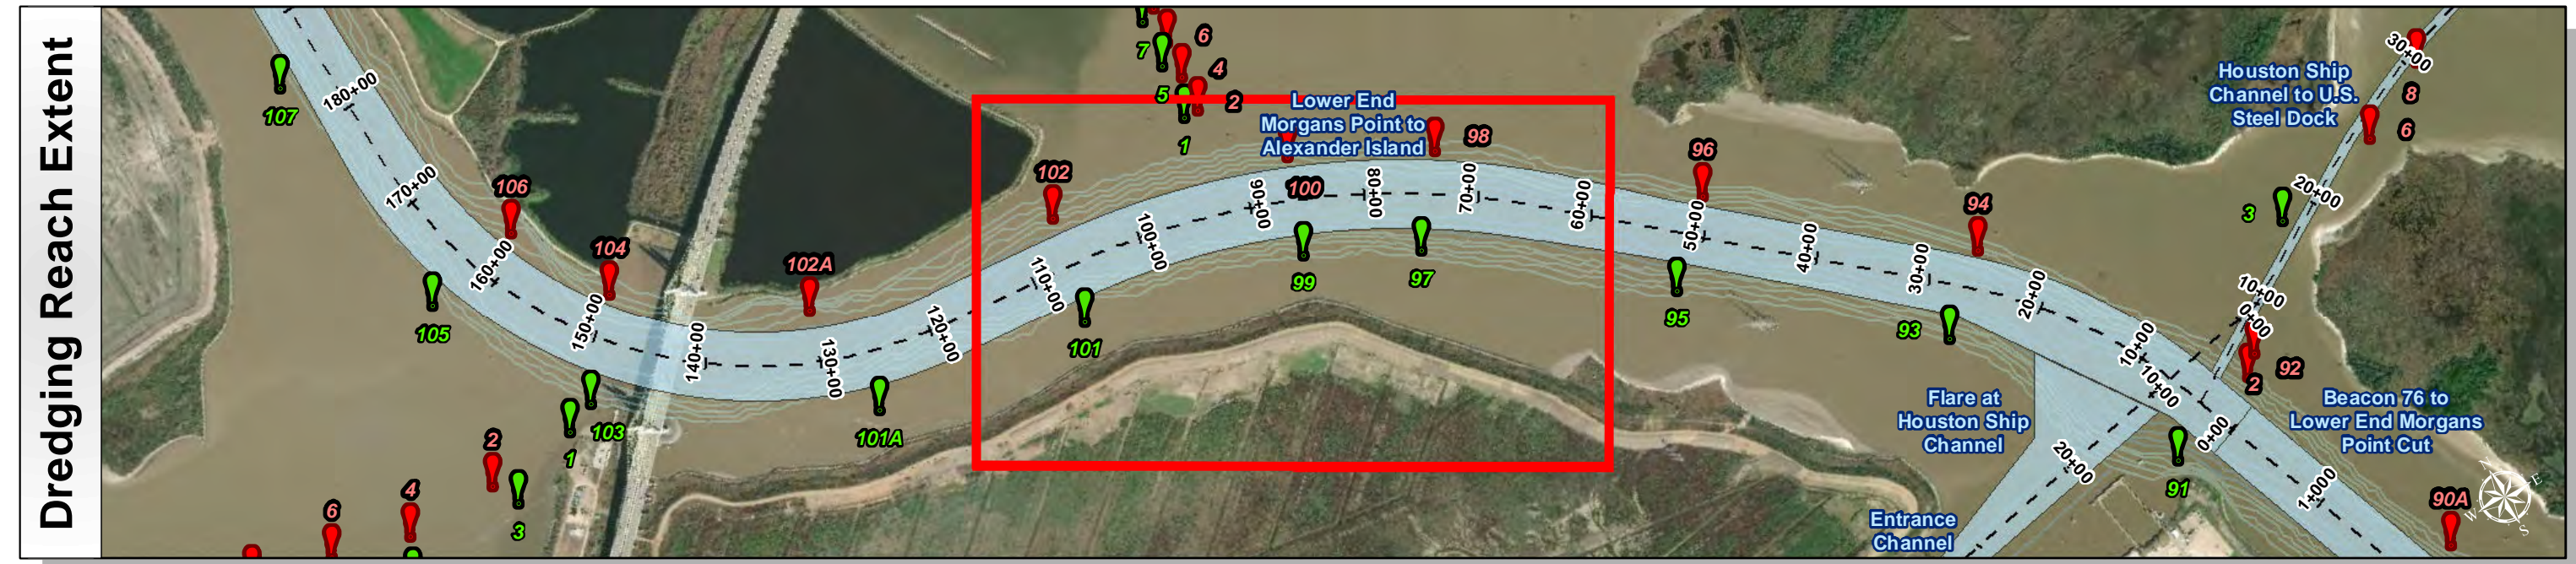 Dredging Reach Extent
107
180+00
170+00
106
160+00
105
104
150+00
103
1
2
3
4
6
140+00
102A
130+00
101A
120+00
7
6
5
4
2
1
Lower End
Morgans Point to
Alexander Island
102
110+00
101
100+00
90+00
100
99
80+00
97
98
70+00
60+00
96
50+00
95
40+00
94
30+00
93
20+00
10+00
10+00
0+00
1+000
Houston Ship
Channel to U.S.
Steel Dock
30+00
8
6
20+00
3
10+00
0+00
92
2
Flare at
Houston Ship
Channel
Beacon 76 to
Lower End Morgans
Point Cut
20+00
91
Entrance
Channel
90A
N
E
S
W